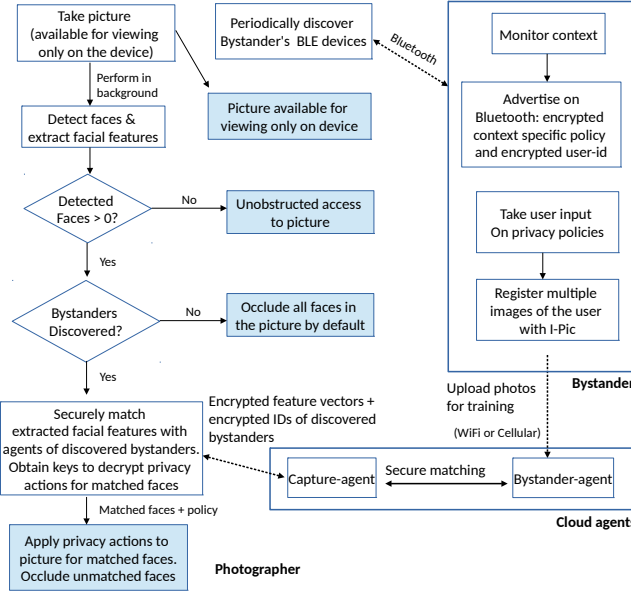 Take picture
(available for viewing
only on the device)
Perform in
background
Detect faces &
extract facial features
Detected
Faces > 0?
No
Yes
Bystanders
Discovered?
No
Yes
Securely match
extracted facial features with
agents of discovered bystanders.
Obtain keys to decrypt privacy
actions for matched faces
Matched faces + policy
Apply privacy actions to
picture for matched faces.
Occlude unmatched faces
Periodically discover
Bystander's BLE devices
Bluetooth
Picture available for
viewing only on device
Unobstructed access
to picture
Occlude all faces in
the picture by default
Encrypted feature vectors +
encrypted IDs of discovered
bystanders
Photographer
Monitor context
Advertise on
Bluetooth: encrypted
context specific policy
and encrypted user-id
Take user input
On privacy policies
Register multiple
images of the user
with I-Pic
Bystander
Upload photos
for training
(WiFi or Cellular)
Capture-agent
Secure matching
Bystander-agent
Cloud agents